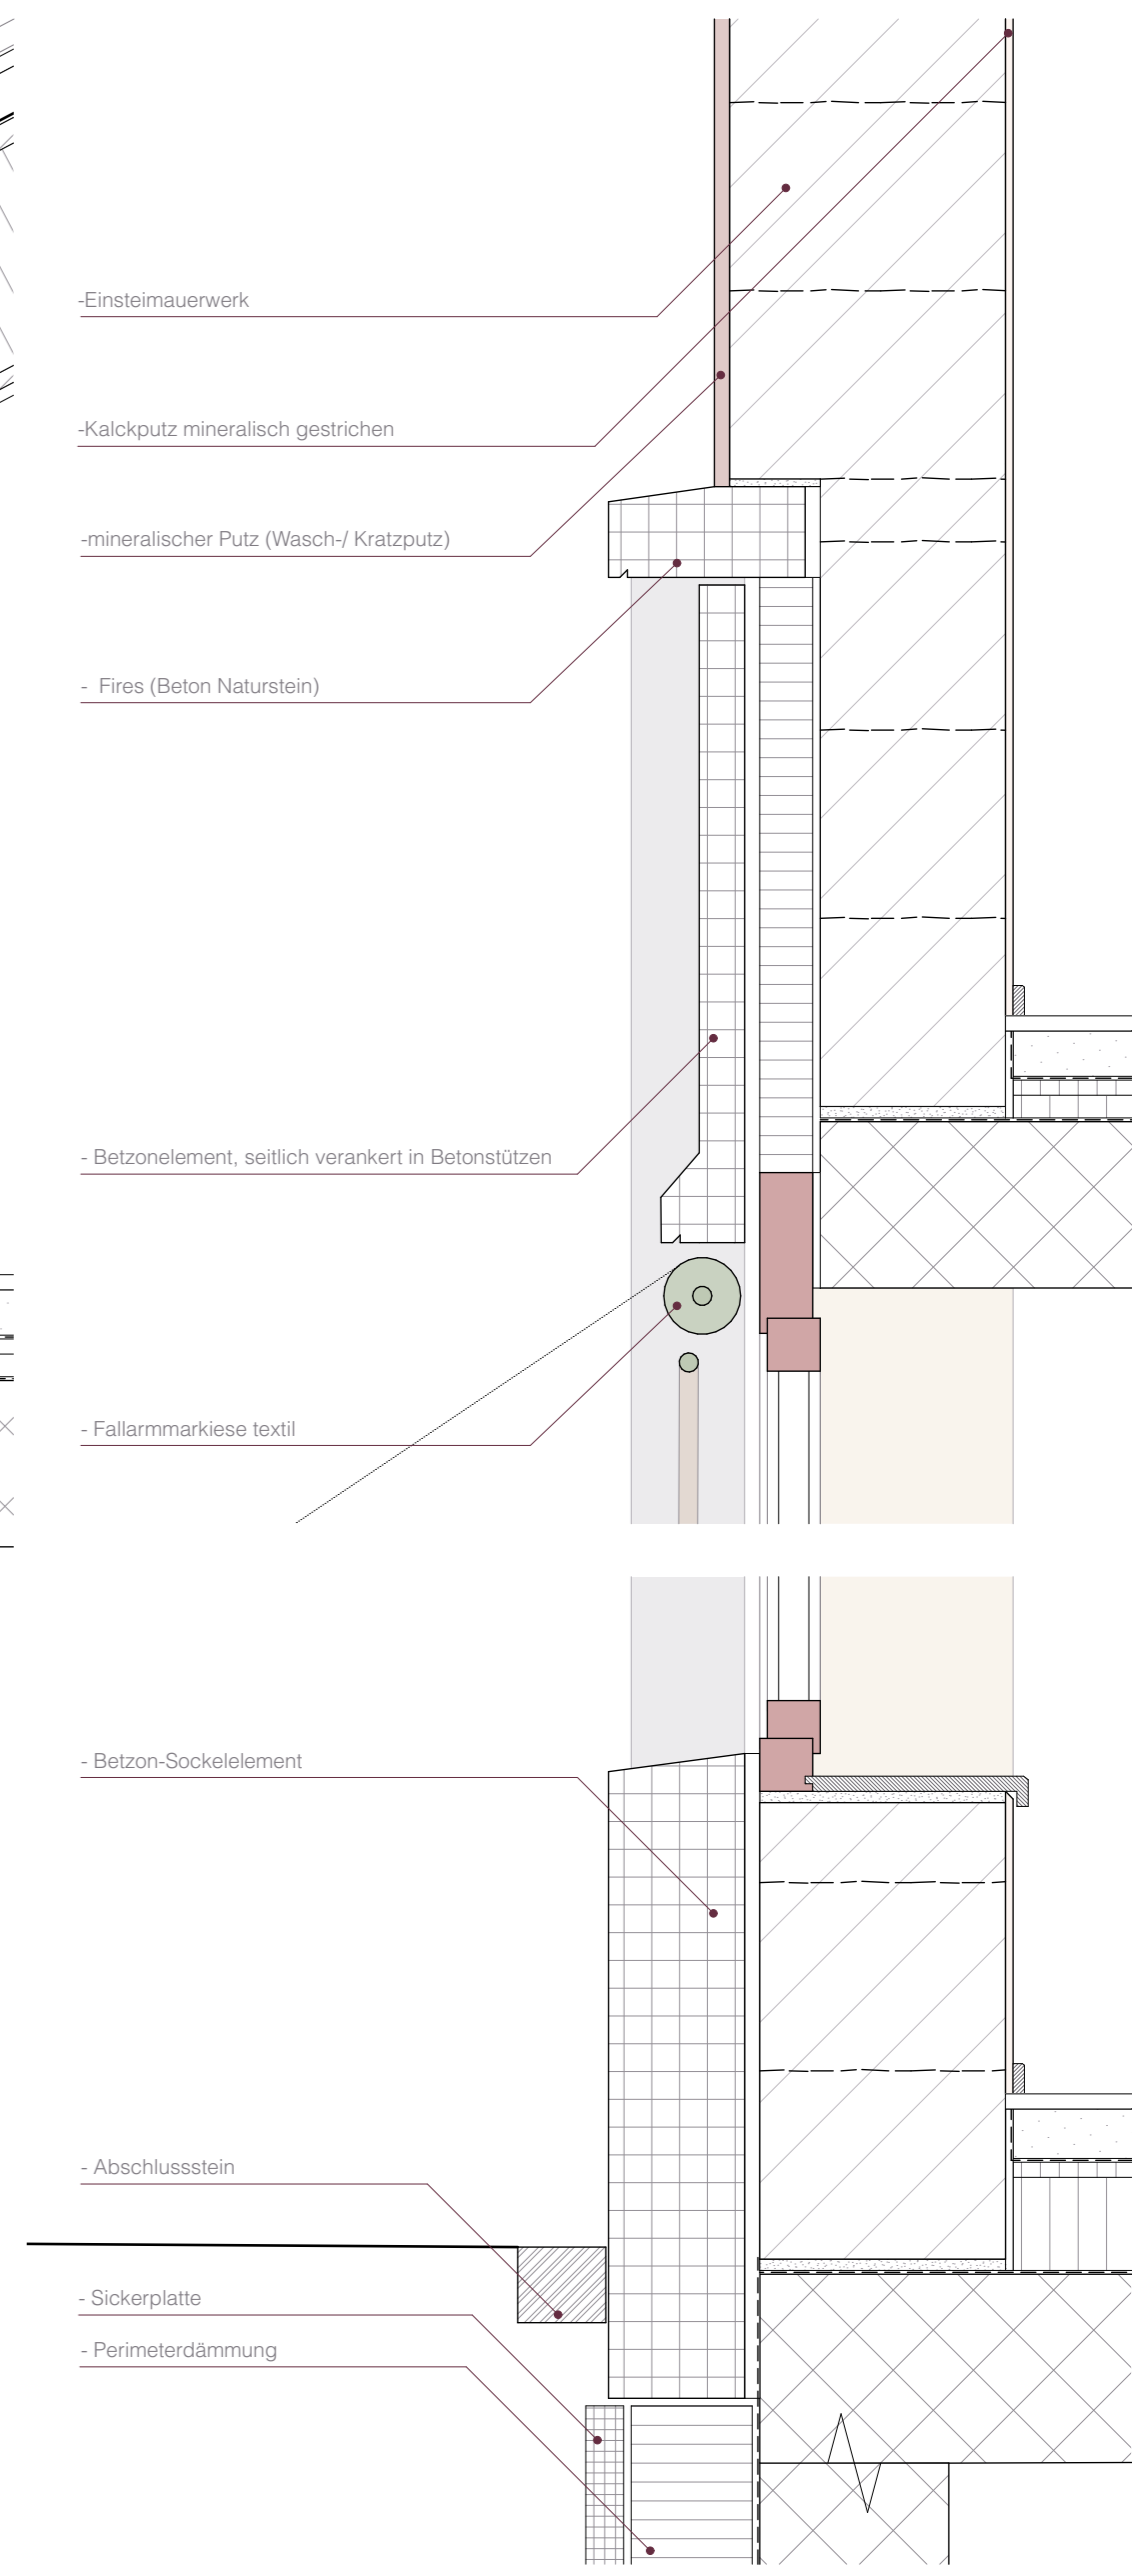 -Einsteimauerwerk
-Kalckputz mineralisch gestrichen
-mineralischer Putz (Wasch-/ Kratzputz)
- Fires (Beton Naturstein)
- Betzonelement, seitlich verankert in Betonstützen
- Fallarmmarkiese textil
- Betzon-Sockelelement
- Abschlussstein
- Sickerplatte
- Perimeterdämmung